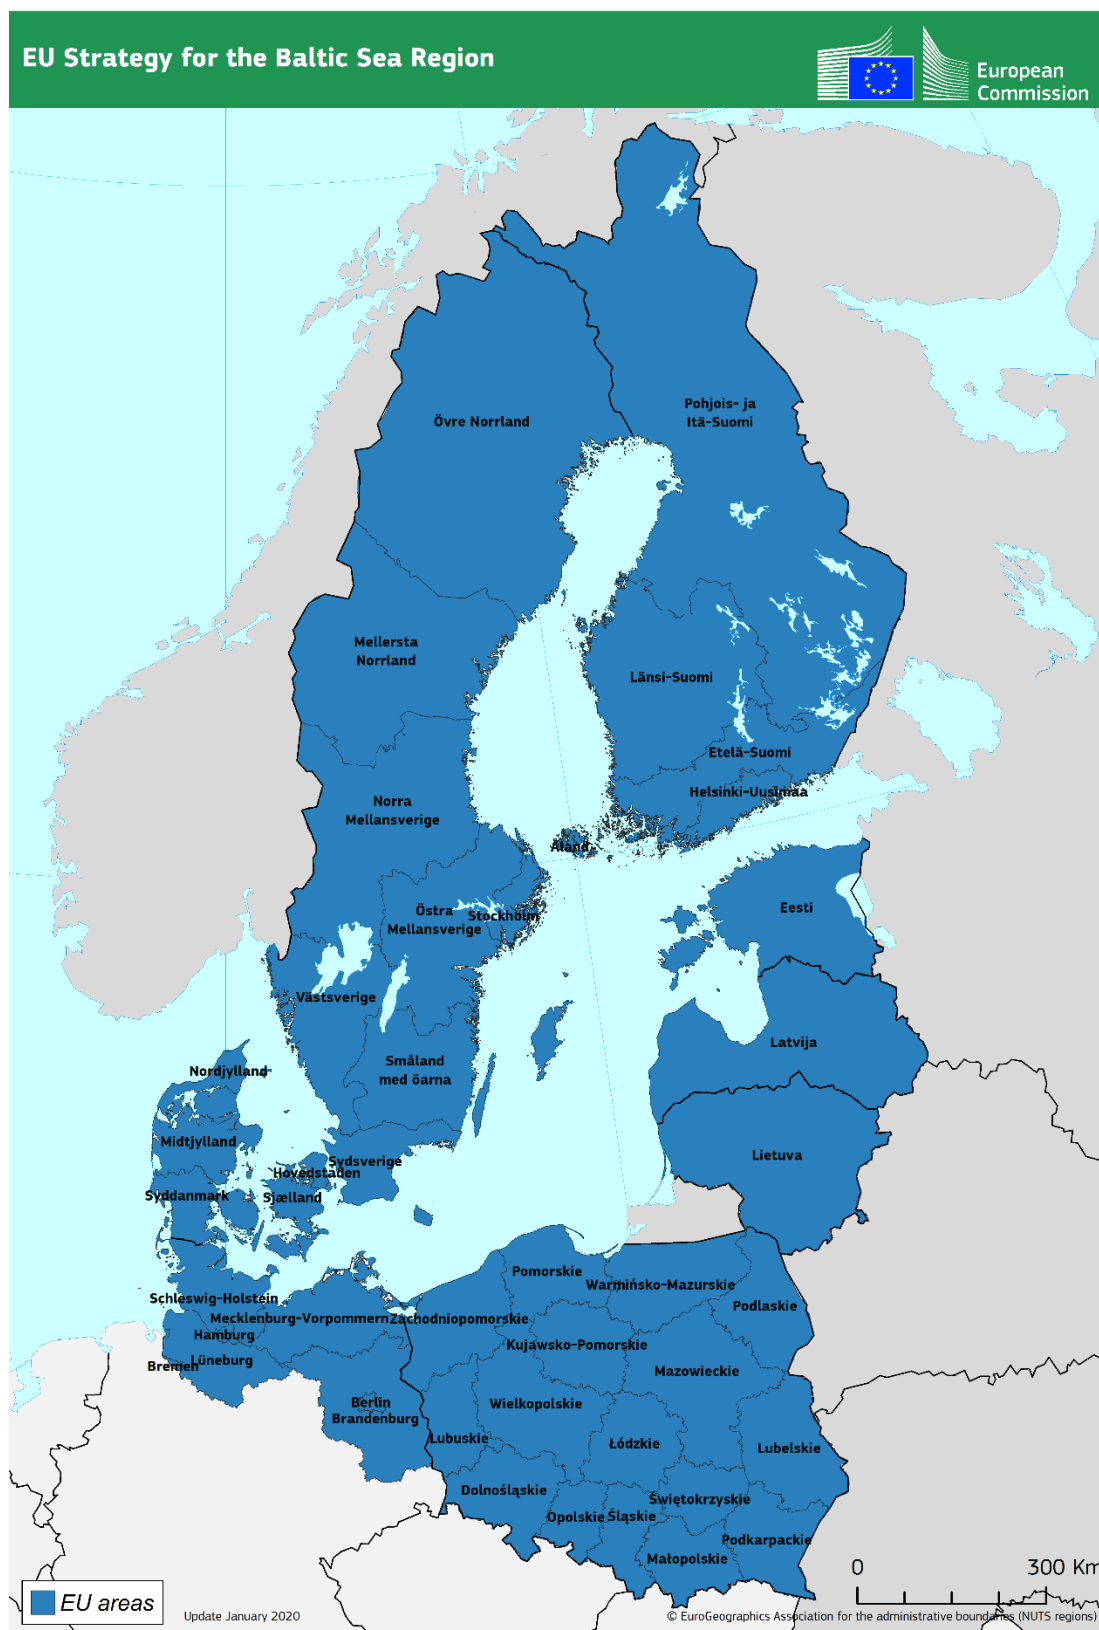 EU Strategy for the Baltic Sea Region
European
Commission
Övre Norrland
Pohjois- ja
Itä-Suomi
Mellersta
Norrland
Länsi-Suomi
Etelä-Suomi
Helsinki-Uusimaa
Norra
Mellansverige
Åland
Östra
Mellansverige
Stockholm
Eesti
Västsverige
Latvija
Småland
med öarna
Nordjylland
Midtjylland
Lietuva
Sydsverige
Hovedstaden
Syddanmark
Sjælland
Pomorskie
Warmińsko-Mazurskie
Schleswig-Holstein
Podlaskie
Mecklenburg-Vorpommern
Zachodniopomorskie
Hamburg
Kujawsko-Pomorskie
Bremen
Lüneburg
Mazowieckie
Berlin
Brandenburg
Wielkopolskie
Lubuskie
Łódzkie
Lubelskie
Dolnośląskie
Świętokrzyskie
Opolskie
Śląskie
Podkarpackie
Małopolskie
0 300 Km
EU areas
Update January 2020
© EuroGeographics Association for the administrative boundaries (NUTS regions)